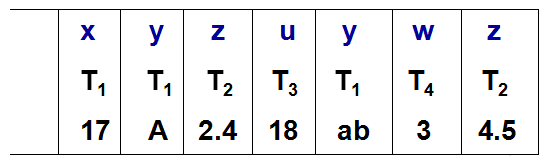 x y z u y w z
T₁ T₁ T₂ T₃ T₁ T₄ T₂
17 A 2.4 18 ab 3 4.5